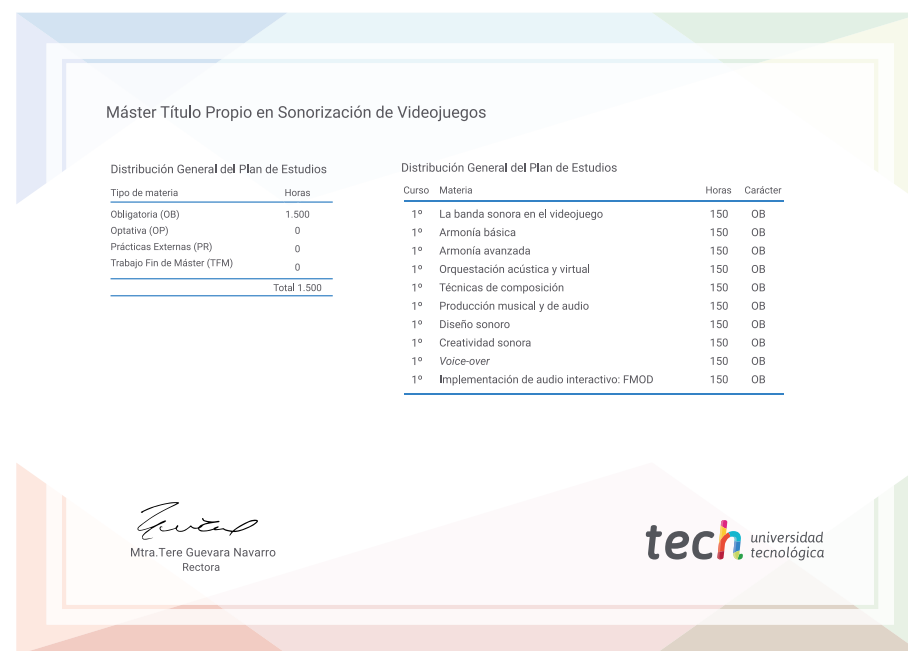 Máster Título Propio en Sonorización de Videojuegos
Distribución General del Plan de Estudios
Tipo de materia Horas
Obligatoria (OB) 1.500
Optativa (OP) 0
Prácticas Externas (PR) 0
Trabajo Fin de Máster (TFM) 0
Total 1.500
Distribución General del Plan de Estudios
Curso Materia Horas Carácter
1º La banda sonora en el videojuego 150 OB
1º Armonía básica 150 OB
1º Armonía avanzada 150 OB
1º Orquestación acústica y virtual 150 OB
1º Técnicas de composición 150 OB
1º Producción musical y de audio 150 OB
1º Diseño sonoro 150 OB
1º Creatividad sonora 150 OB
1º Voice-over 150 OB
1º Implementación de audio interactivo: FMOD 150 OB
Mtra.Tere Guevara Navarro
Rectora
tech universidad
tecnológica